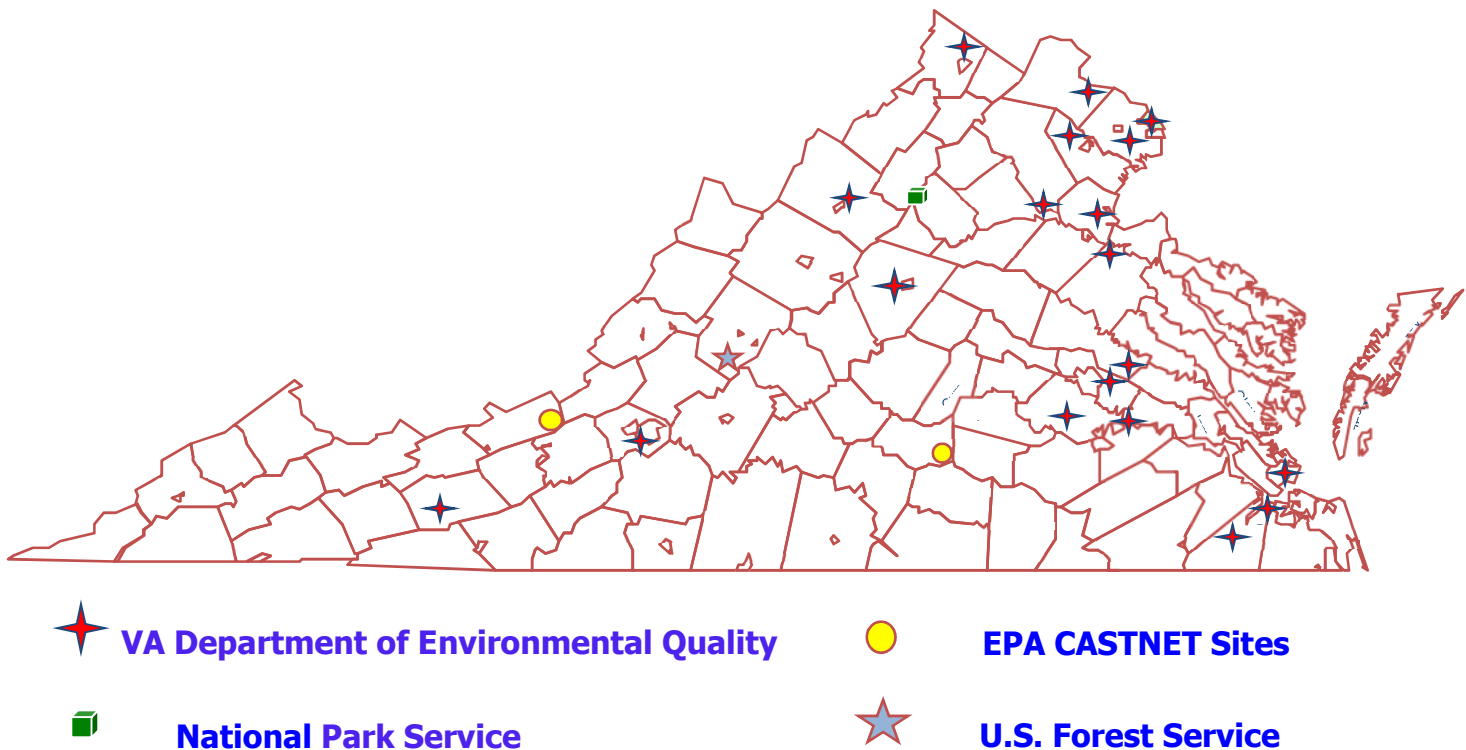 VA Department of Environmental Quality
EPA CASTNET Sites
National Park Service
U.S. Forest Service